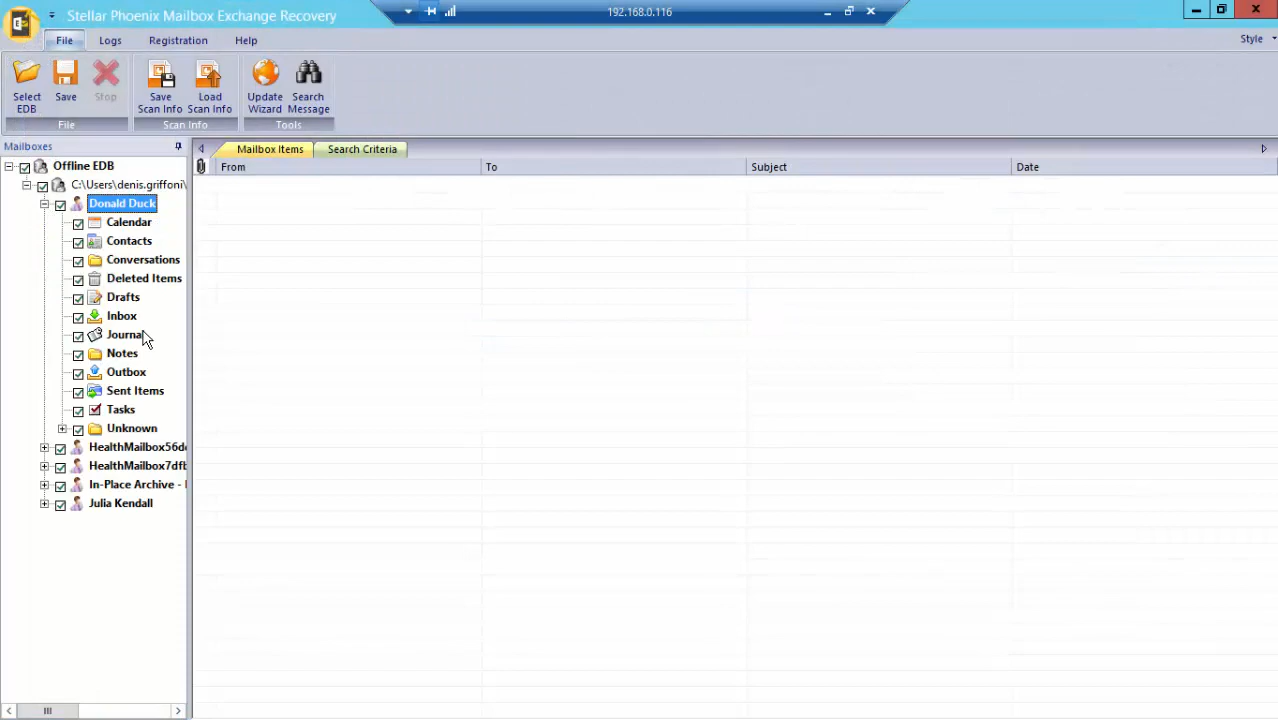 Stellar Phoenix Mailbox Exchange Recovery
192.168.0.116
File Logs Registration Help
Style
Select EDB
Save
Stop
Save Scan Info
Load Scan Info
Update Wizard
Search Message
File
Scan Info
Tools
Mailboxes
Mailbox Items
Search Criteria
From To Subject Date
Offline EDB
C:\Users\denis.griffoni\
Donald Duck
Calendar
Contacts
Conversations
Deleted Items
Drafts
Inbox
Journal
Notes
Outbox
Sent Items
Tasks
Unknown
HealthMailbox56d
HealthMailbox7dfb
In-Place Archive -
Julia Kendall